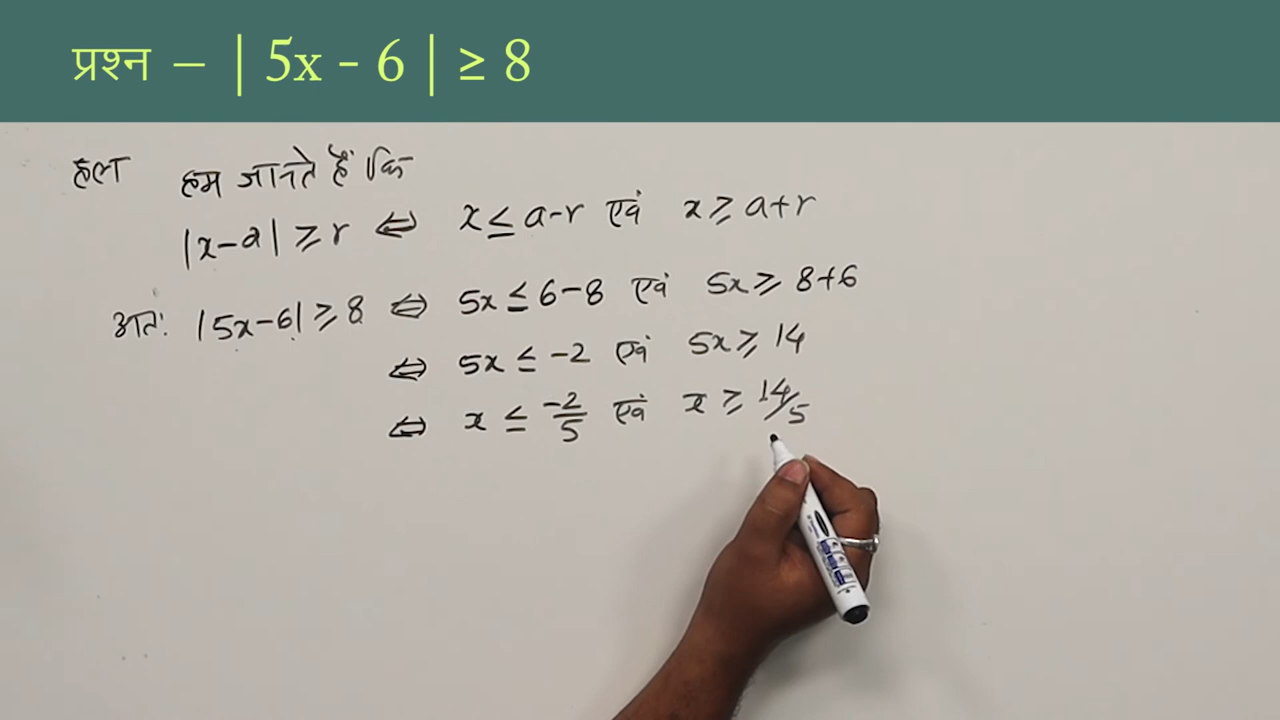 प्रश्न – | 5x - 6 | ≥ 8
हल हम जानते हैं कि
|x-a| ≥ r ⇔ x ≤ a-r एवं x ≥ a+r
अतः |5x-6| ≥ 8 ⇔ 5x ≤ 6-8 एवं 5x ≥ 8+6
⇔ 5x ≤ -2 एवं 5x ≥ 14
⇔ x ≤ -2/5 एवं x ≥ 14/5